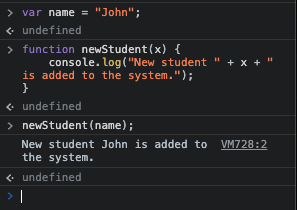 > var name = "John";
<· undefined
> function newStudent(x) {
    console.log("New student " + x + "
is added to the system.");
}
<· undefined
> newStudent(name);
New student John is added to VM728:2
the system.
<· undefined
>